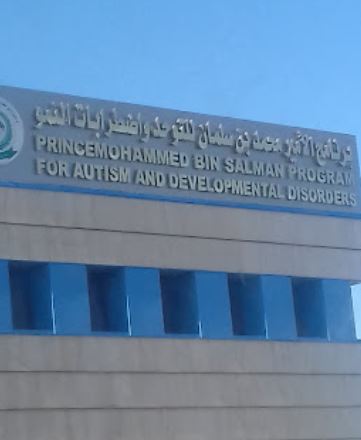 برنامج الأمير محمد بن سلمان للتوحد واضطرابات النمو
PRINCEMOHAMMED BIN SALMAN PROGRAM
FOR AUTISM AND DEVELOPMENTAL DISORDERS